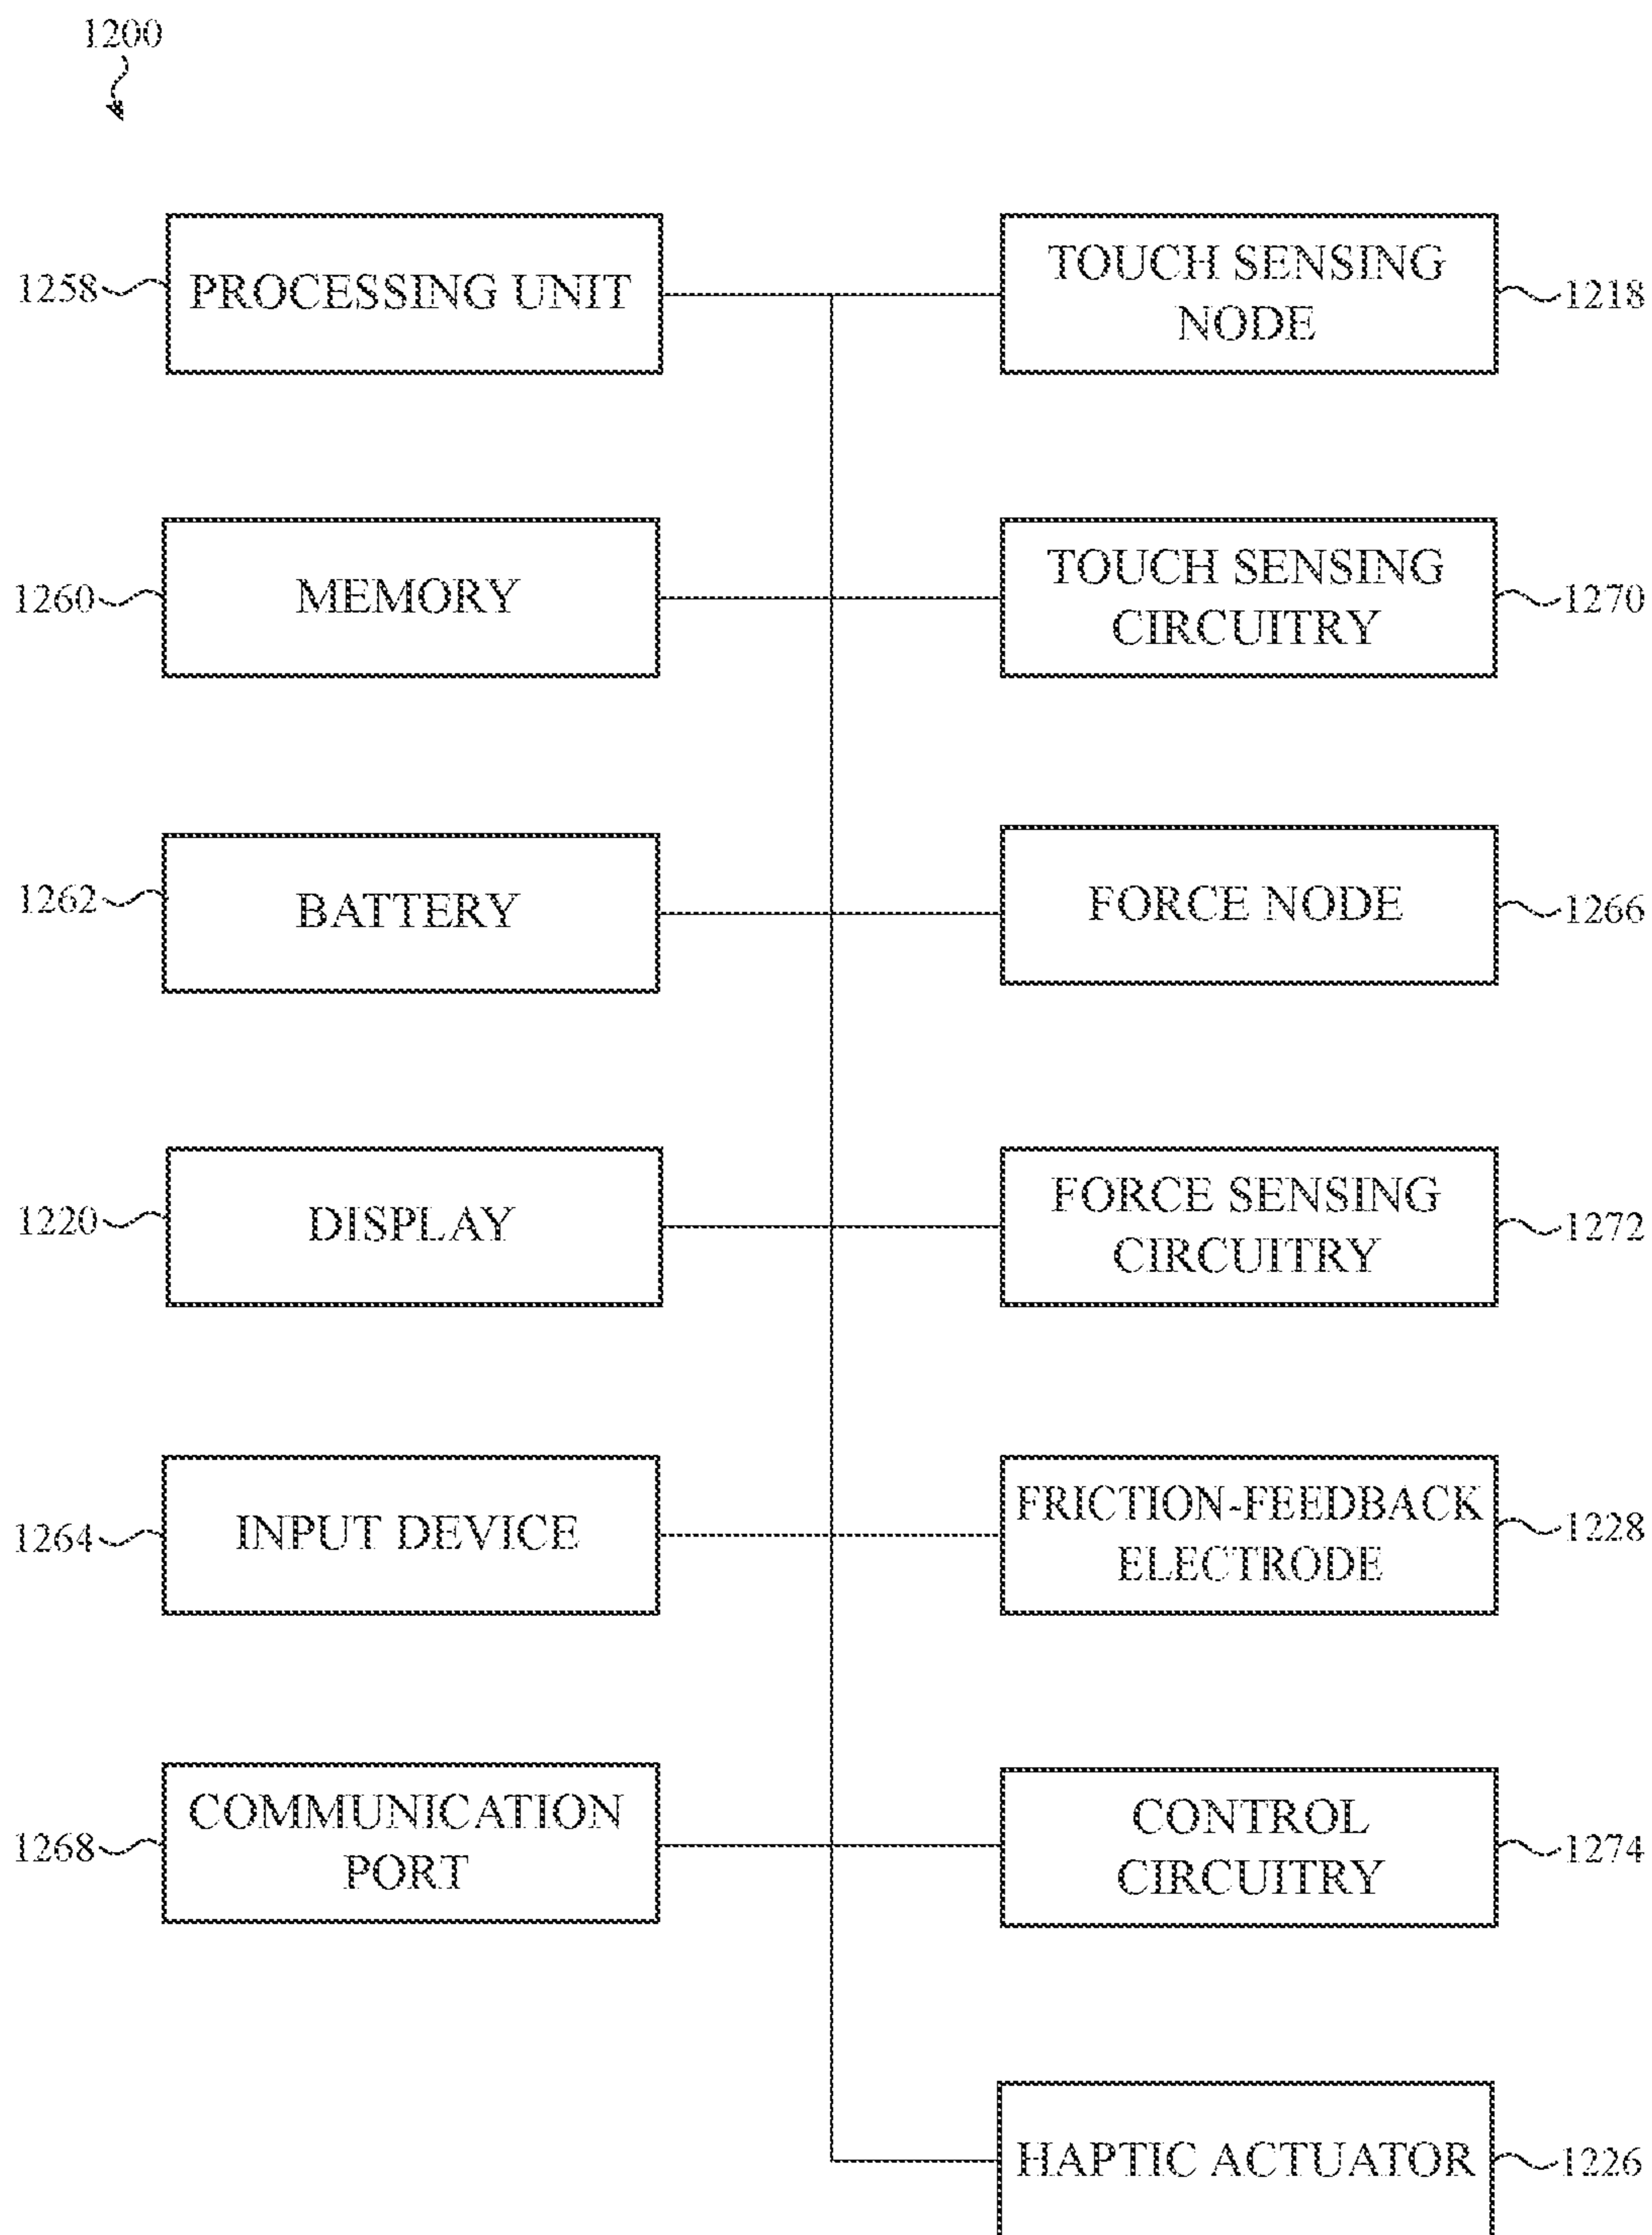 1200
1258
PROCESSING UNIT
TOUCH SENSING
NODE
1218
1260
MEMORY
TOUCH SENSING
CIRCUITRY
1270
1262
BATTERY
FORCE NODE
1266
1220
DISPLAY
FORCE SENSING
CIRCUITRY
1272
1264
INPUT DEVICE
FRICTION-FEEDBACK
ELECTRODE
1228
1268
COMMUNICATION
PORT
CONTROL
CIRCUITRY
1274
HAPTIC ACTUATOR
1226